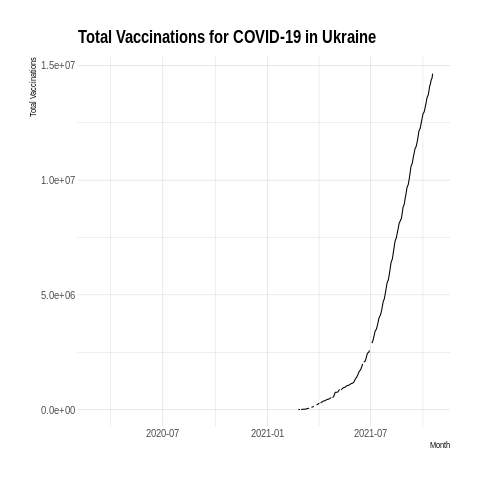 Total Vaccinations for COVID-19 in Ukraine
Total Vaccinations
1.5e+07
1.0e+07
5.0e+06
0.0e+00
2020-07
2021-01
2021-07
Month